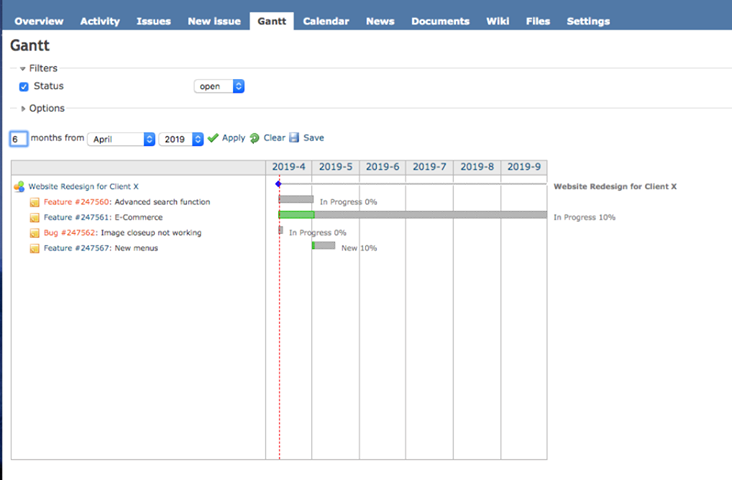 Overview Activity Issues New issue Gantt Calendar News Documents Wiki Files Settings
Gantt
Filters
Status open
Options
6 months from April 2019 Apply Clear Save
2019-4 2019-5 2019-6 2019-7 2019-8 2019-9
Website Redesign for Client X Website Redesign for Client X
Feature #247560: Advanced search function In Progress 0%
Feature #247561: E-Commerce In Progress 10%
Bug #247562: Image closeup not working In Progress 0%
Feature #247567: New menus New 10%